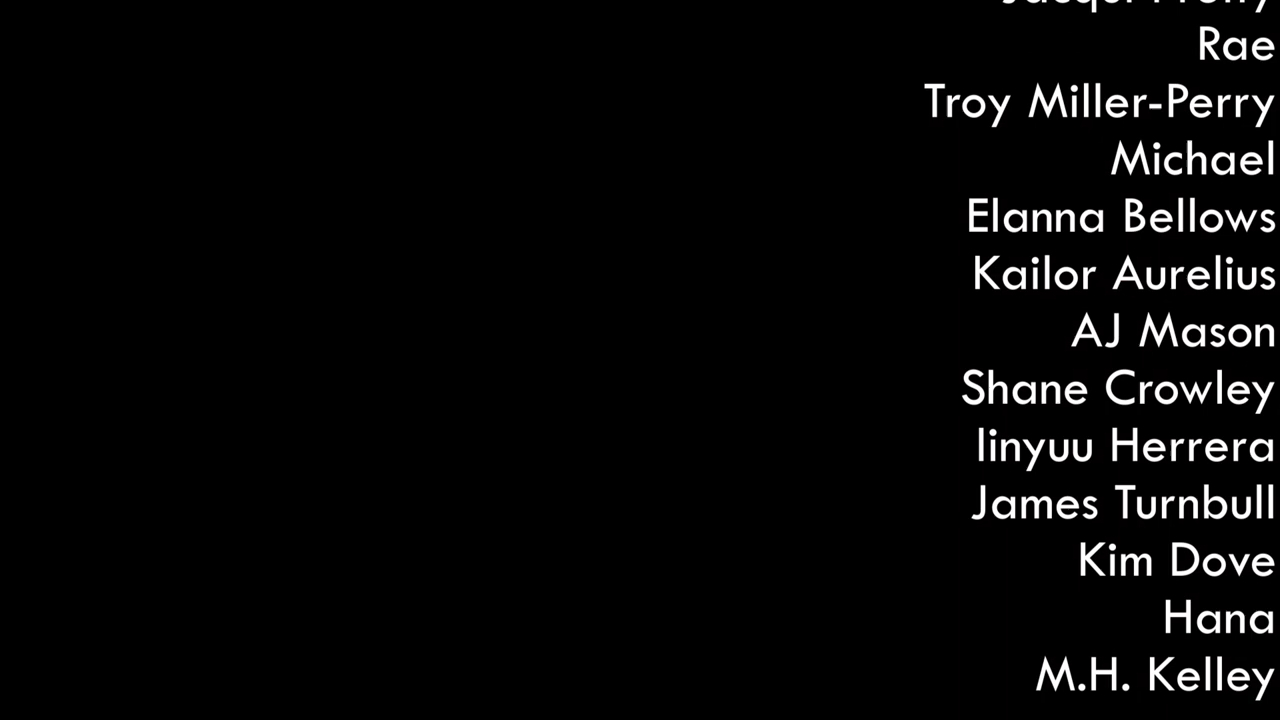 Rae
Troy Miller-Perry
Michael
Elanna Bellows
Kailor Aurelius
AJ Mason
Shane Crowley
Iinyuu Herrera
James Turnbull
Kim Dove
Hana
M.H. Kelley